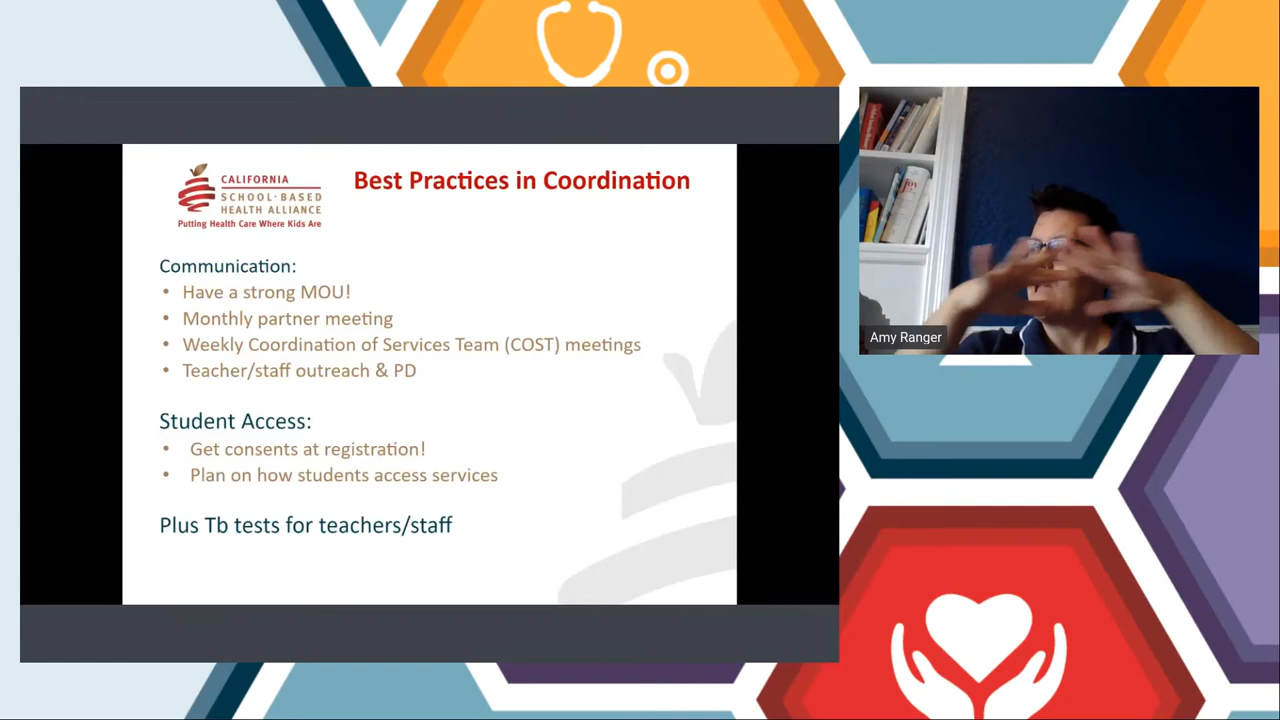 CALIFORNIA
SCHOOL·BASED
HEALTH ALLIANCE
Putting Health Care Where Kids Are
Best Practices in Coordination
Communication:
• Have a strong MOU!
• Monthly partner meeting
• Weekly Coordination of Services Team (COST) meetings
• Teacher/staff outreach & PD
Student Access:
• Get consents at registration!
• Plan on how students access services
Plus Tb tests for teachers/staff
Amy Ranger